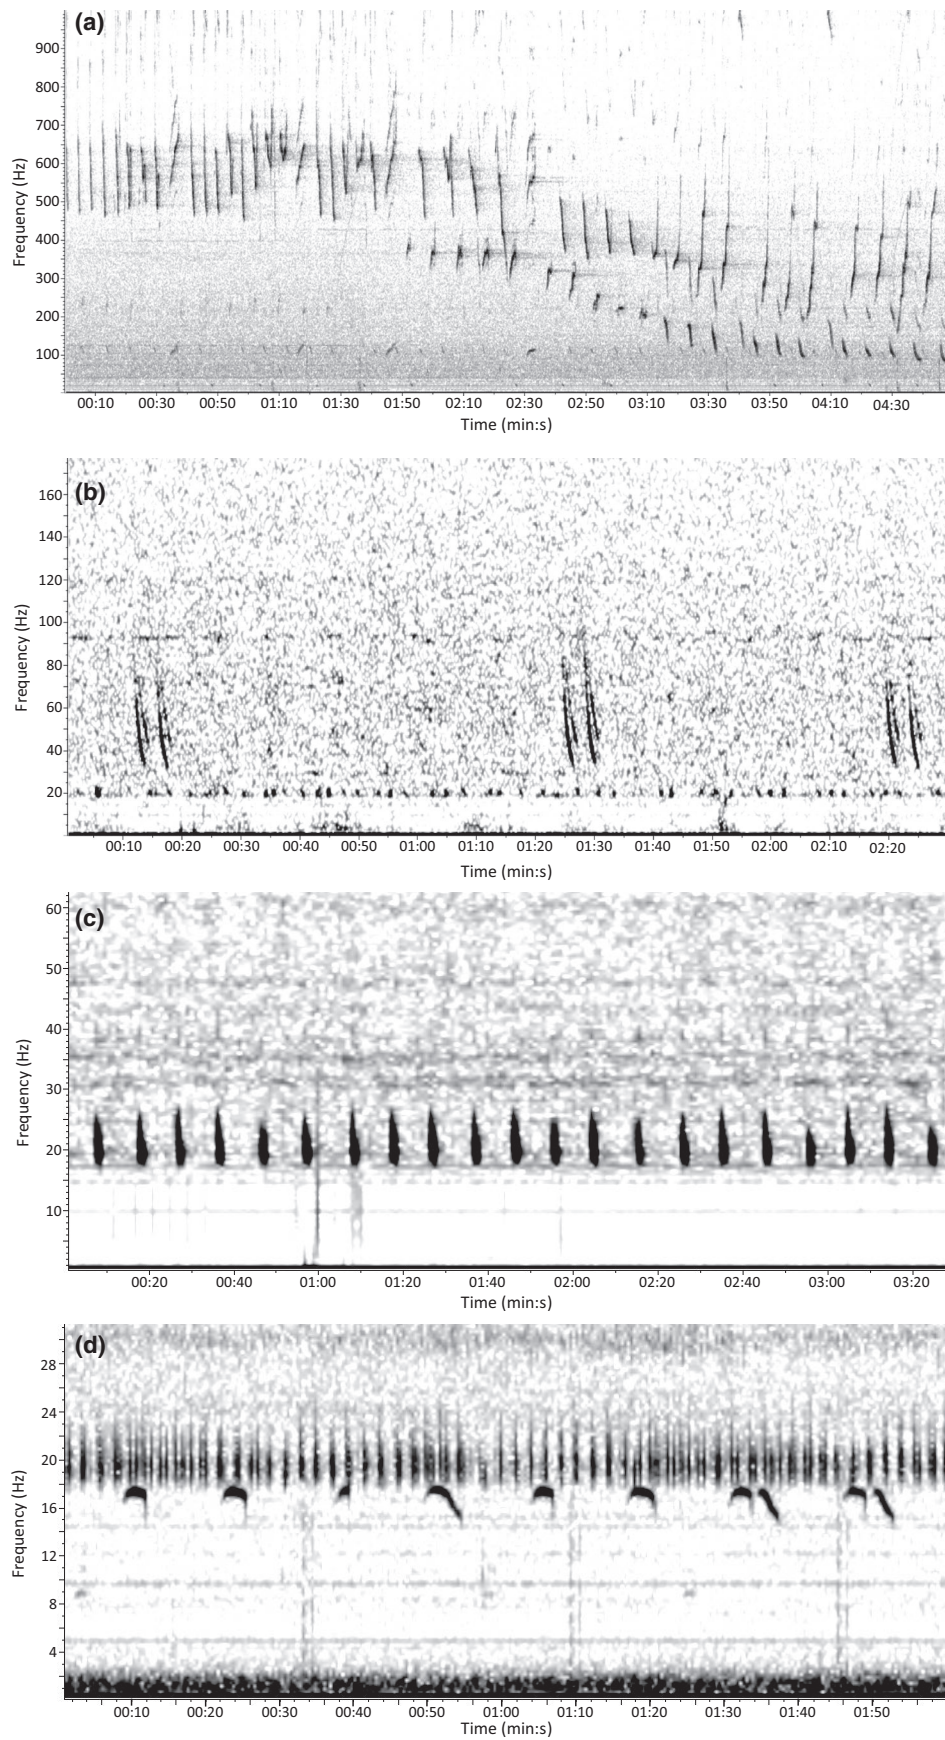 (a)
900
800
700
600
500
400
300
200
100
Frequency (Hz)
00:10 00:30 00:50 01:10 01:30 01:50 02:10 02:30 02:50 03:10 03:30 03:50 04:10 04:30
Time (min:s)
(b)
160
140
120
100
80
60
40
20
Frequency (Hz)
00:10 00:20 00:30 00:40 00:50 01:00 01:10 01:20 01:30 01:40 01:50 02:00 02:10 02:20
Time (min:s)
(c)
60
50
40
30
20
10
Frequency (Hz)
00:20 00:40 01:00 01:20 01:40 02:00 02:20 02:40 03:00 03:20
Time (min:s)
(d)
28
24
20
16
12
8
4
Frequency (Hz)
00:10 00:20 00:30 00:40 00:50 01:00 01:10 01:20 01:30 01:40 01:50
Time (min:s)